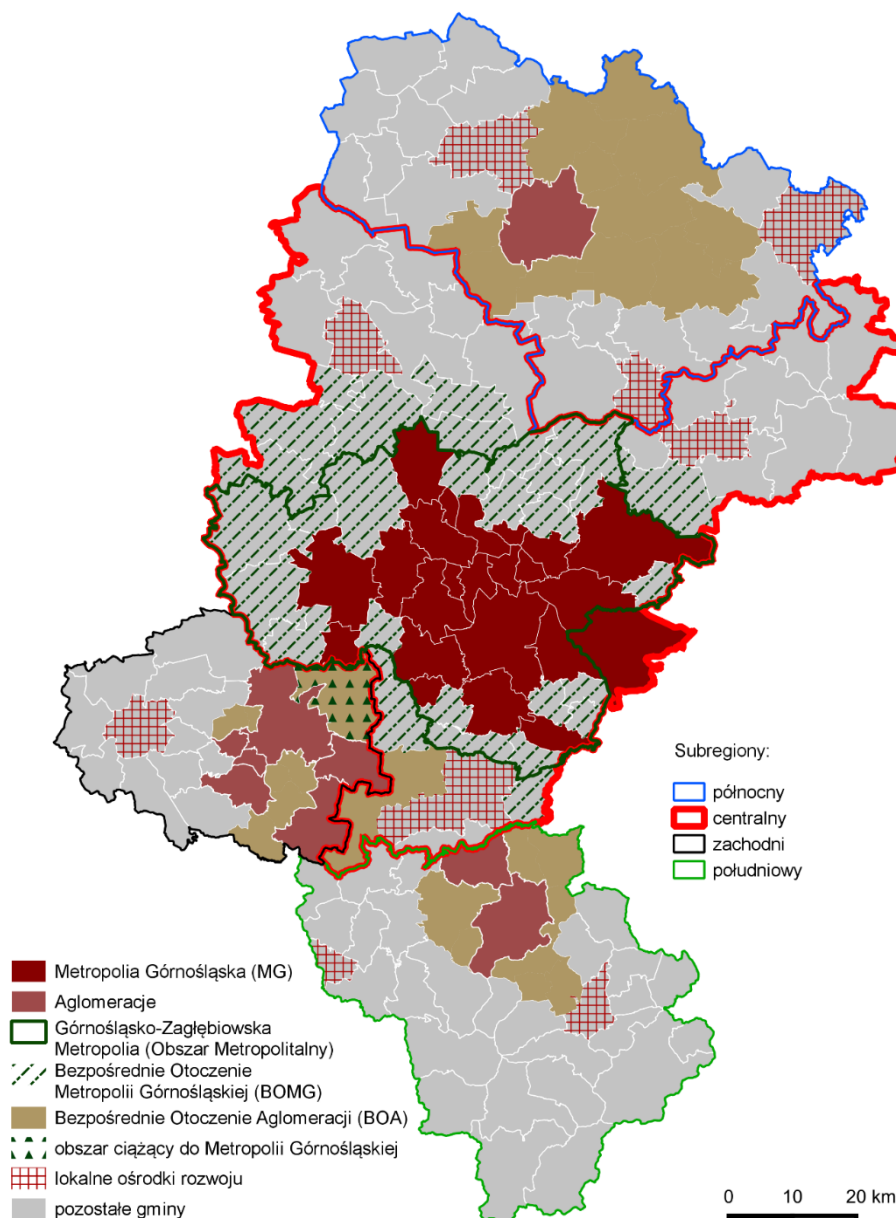 Subregiony:
północny
centralny
zachodni
południowy
Metropolia Górnośląska (MG)
Aglomeracje
Górnośląsko-Zagłębiowska
Metropolia (Obszar Metropolitalny)
Bezpośrednie Otoczenie
Metropolii Górnośląskiej (BOMG)
Bezpośrednie Otoczenie Aglomeracji (BOA)
obszar ciążący do Metropolii Górnośląskiej
lokalne ośrodki rozwoju
pozostałe gminy
0 10 20 km